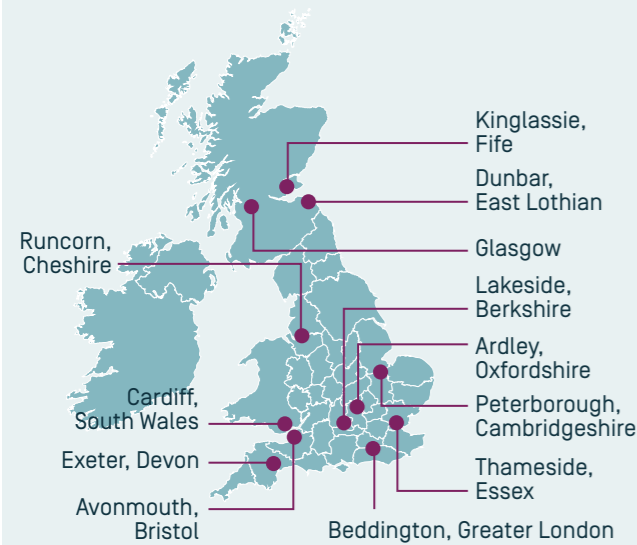 Kinglassie,
Fife
Dunbar,
East Lothian
Glasgow
Runcorn,
Cheshire
Lakeside,
Berkshire
Ardley,
Oxfordshire
Peterborough,
Cambridgeshire
Cardiff,
South Wales
Exeter, Devon
Thameside,
Essex
Avonmouth,
Bristol
Beddington, Greater London